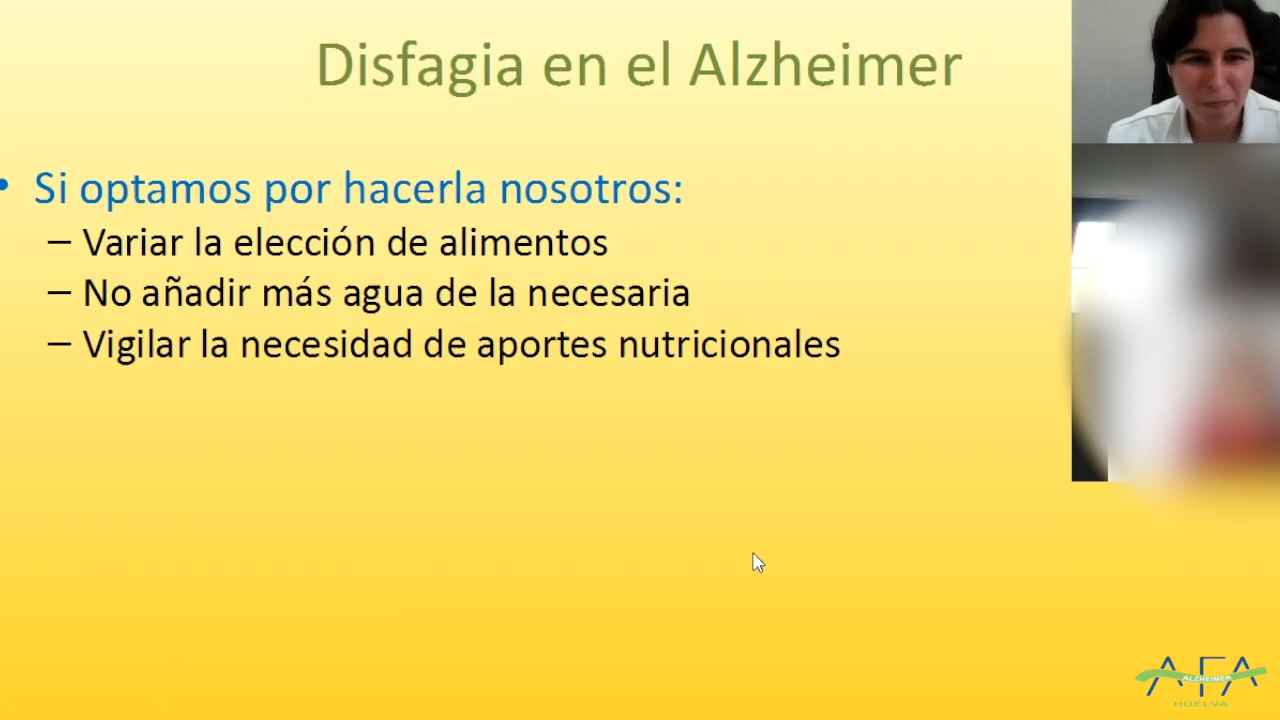 Disfagia en el Alzheimer
• Si optamos por hacerla nosotros:
– Variar la elección de alimentos
– No añadir más agua de la necesaria
– Vigilar la necesidad de aportes nutricionales
AFA
ALZHEIMER
HUELVA